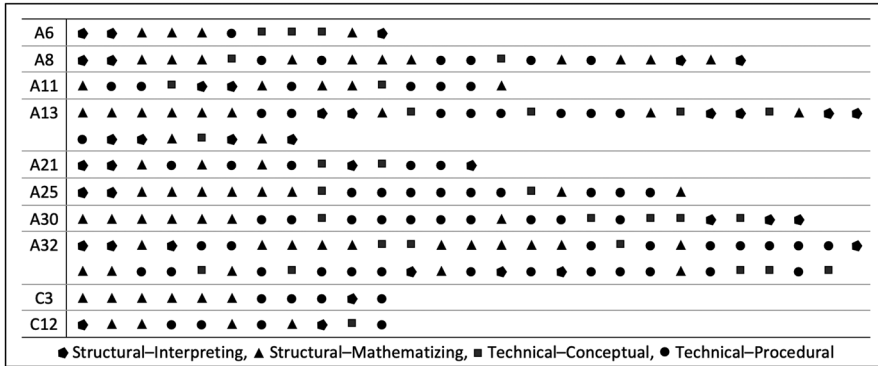 A6
A8
A11
A13
A21
A25
A30
A32
C3
C12
Structural–Interpreting, Structural–Mathematizing, Technical–Conceptual, Technical–Procedural